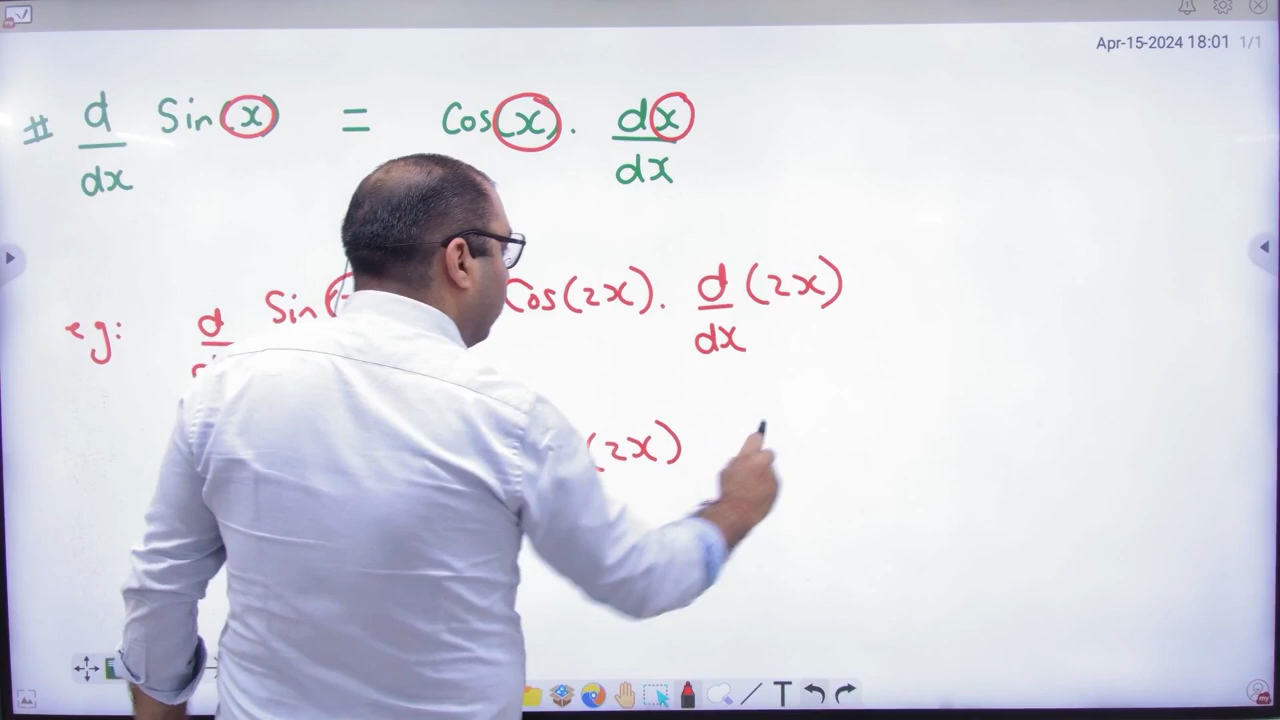 Apr-15-2024 18:01 1/1
# d/dx Sin(x) = Cos(x) . dx/dx
eg: d Sin( Cos(2x) . d/dx (2x)
(2x)
T